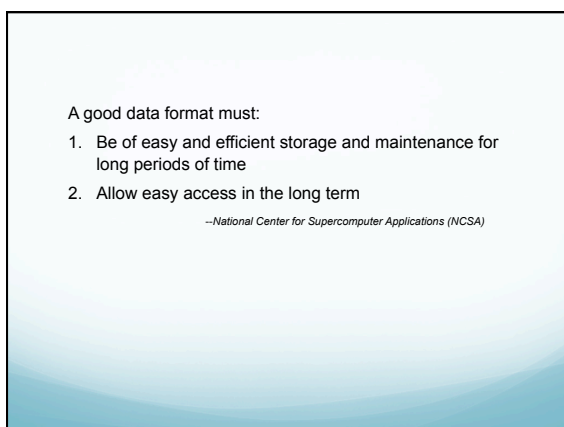 A good data format must:
1. Be of easy and efficient storage and maintenance for
long periods of time
2. Allow easy access in the long term
--National Center for Supercomputer Applications (NCSA)